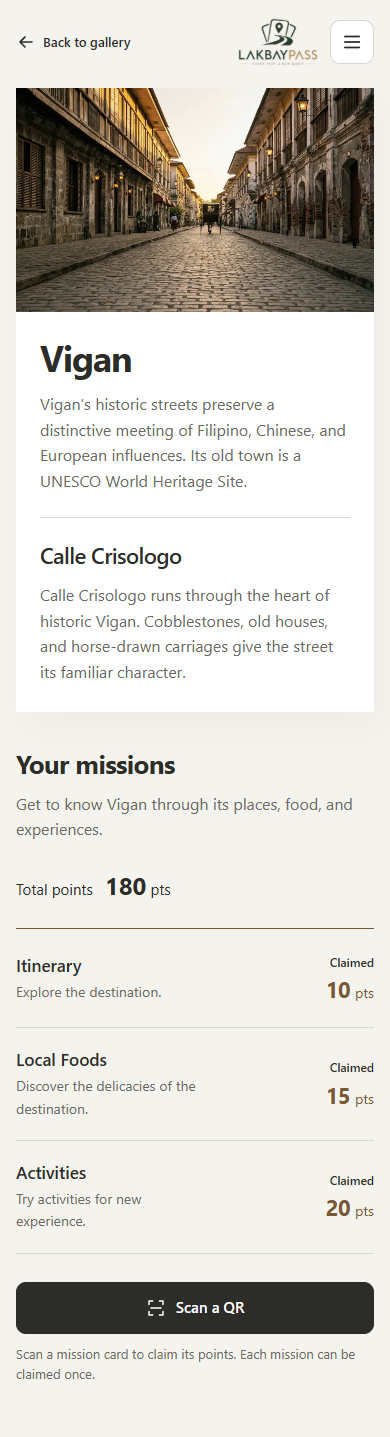 Back to gallery
LAKBAYPASS
Vigan
Vigan's historic streets preserve a
distinctive meeting of Filipino, Chinese, and
European influences. Its old town is a
UNESCO World Heritage Site.
Calle Crisologo
Calle Crisologo runs through the heart of
historic Vigan. Cobblestones, old houses,
and horse-drawn carriages give the street
its familiar character.
Your missions
Get to know Vigan through its places, food, and
experiences.
Total points 180 pts
Itinerary
Explore the destination.
Claimed
10 pts
Local Foods
Discover the delicacies of the
destination.
Claimed
15 pts
Activities
Try activities for new
experience.
Claimed
20 pts
Scan a QR
Scan a mission card to claim its points. Each mission can be
claimed once.